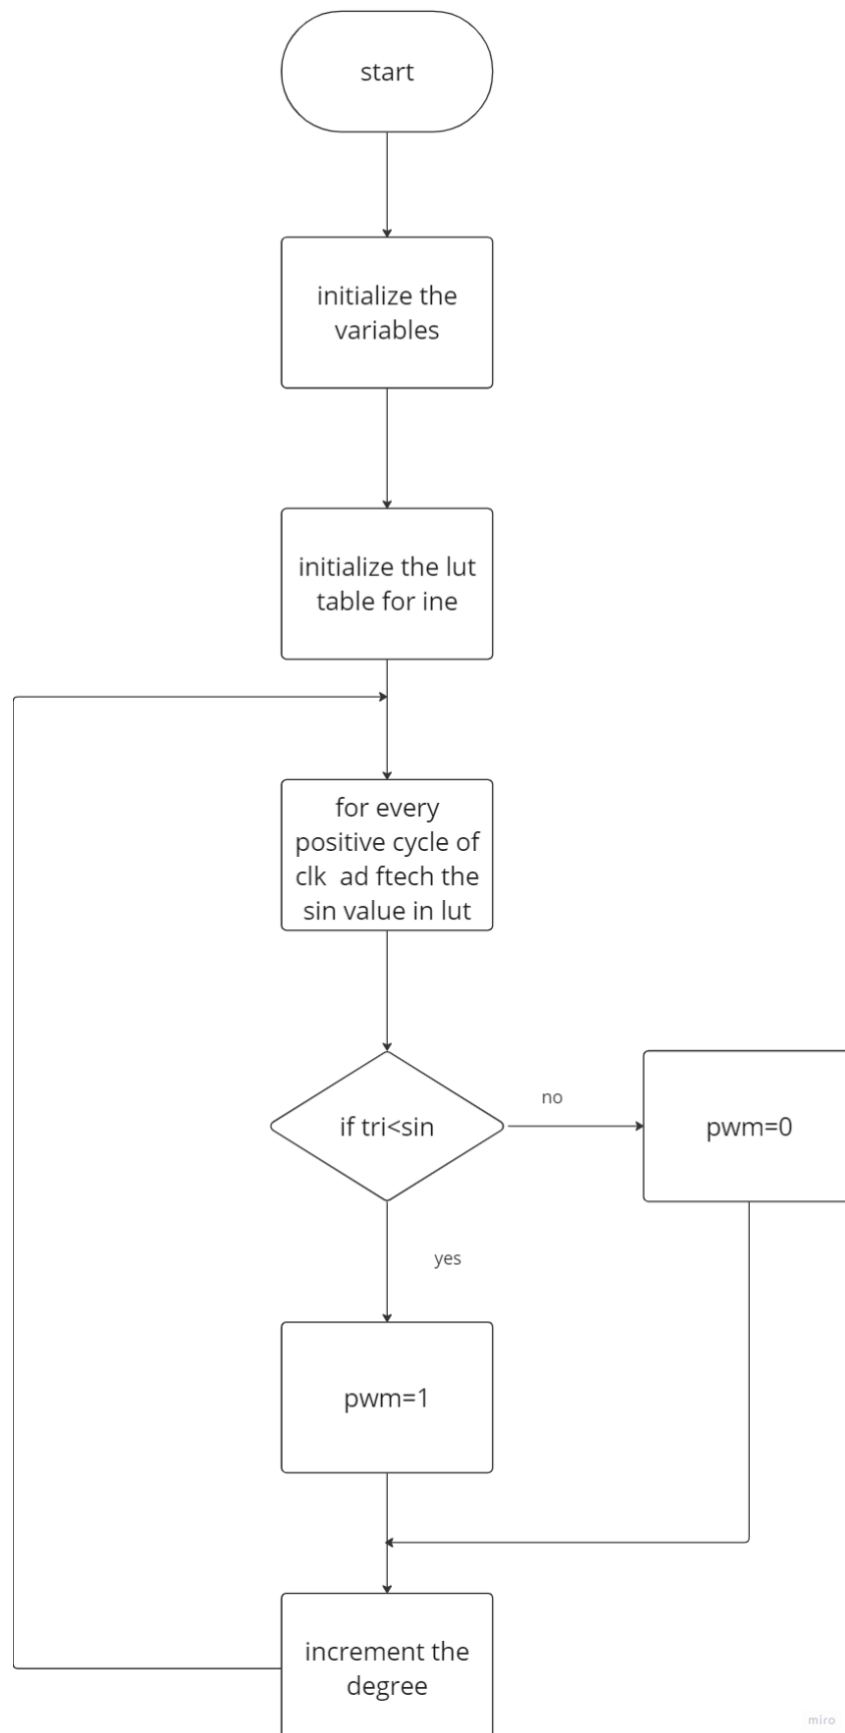 start
initialize the
variables
initialize the lut
table for ine
for every
positive cycle of
clk  ad ftech the
sin value in lut
if tri<sin
no
pwm=0
yes
pwm=1
increment the
degree
miro